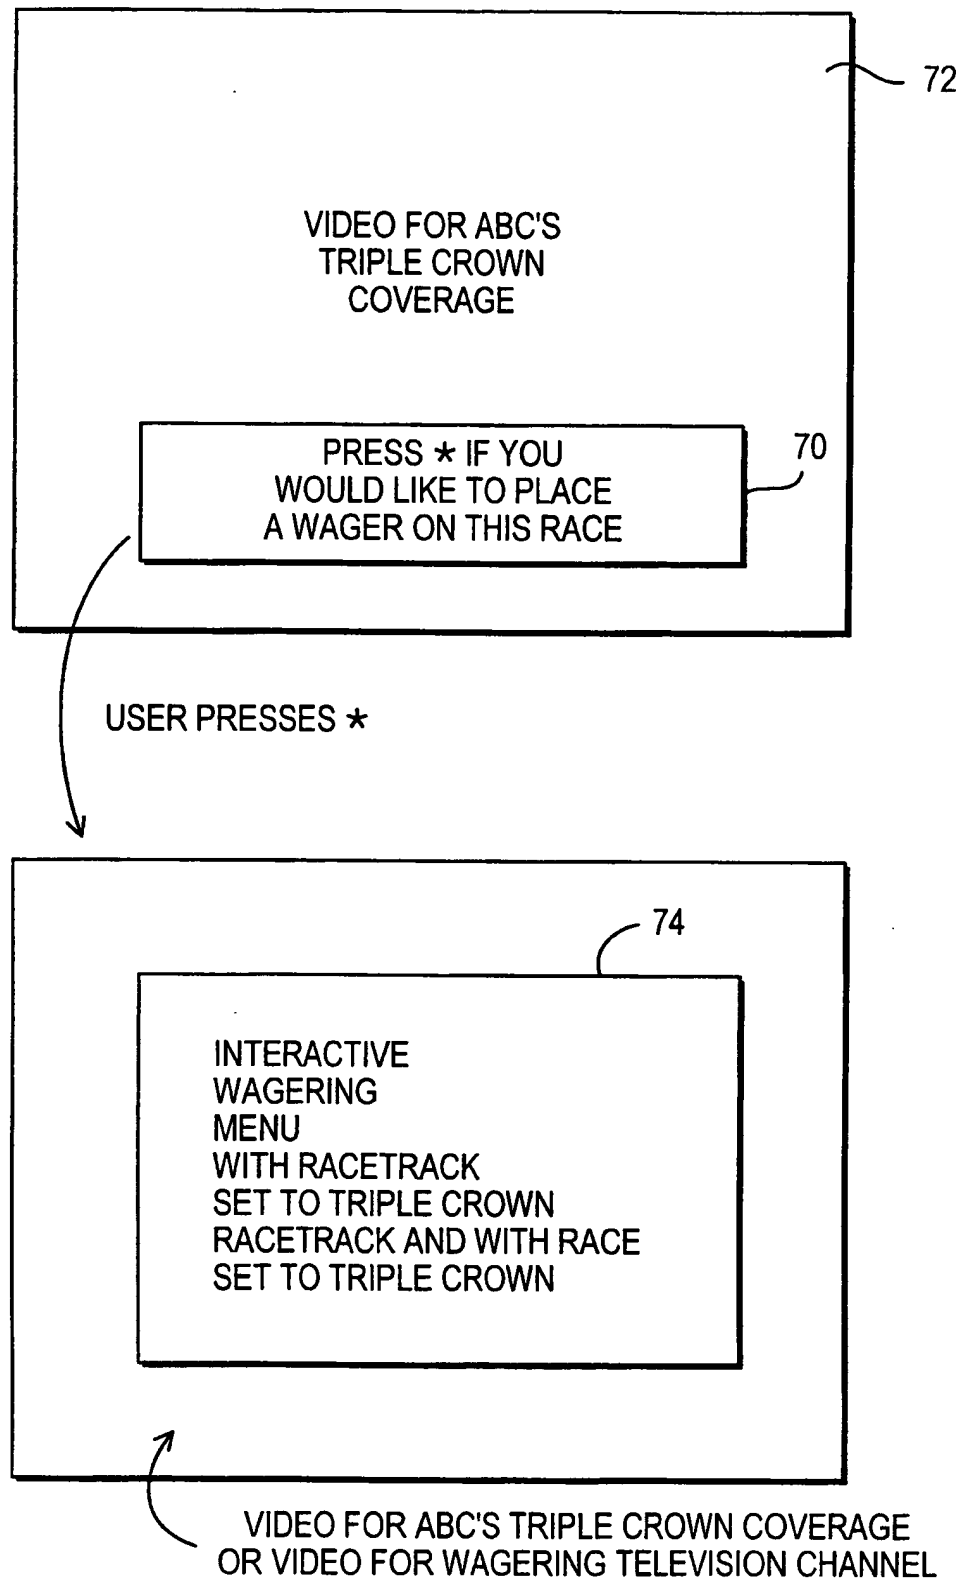 72
VIDEO FOR ABC'S
TRIPLE CROWN
COVERAGE
70
PRESS * IF YOU
WOULD LIKE TO PLACE
A WAGER ON THIS RACE
USER PRESSES *
74
INTERACTIVE
WAGERING
MENU
WITH RACETRACK
SET TO TRIPLE CROWN
RACETRACK AND WITH RACE
SET TO TRIPLE CROWN
VIDEO FOR ABC'S TRIPLE CROWN COVERAGE
OR VIDEO FOR WAGERING TELEVISION CHANNEL